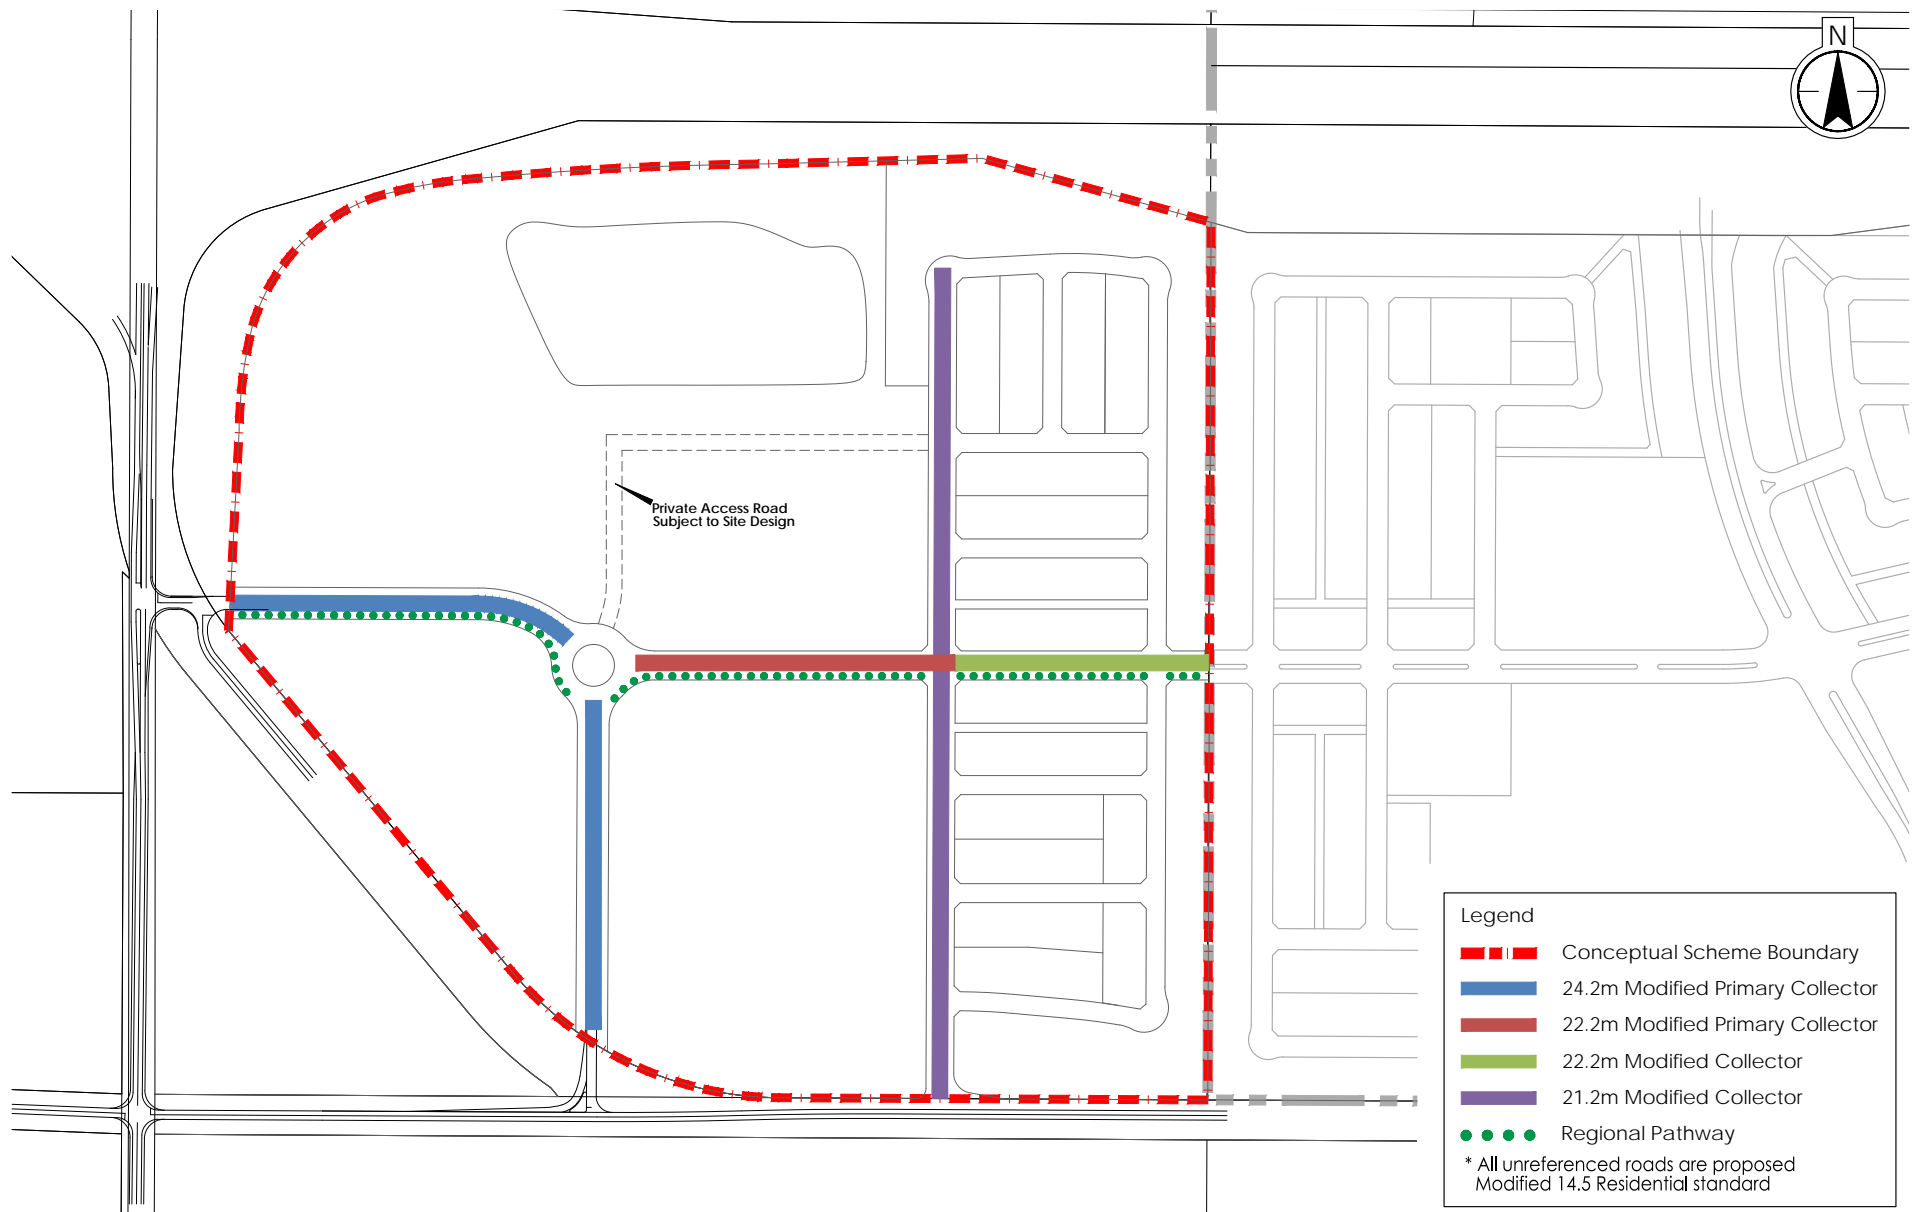 N
Private Access Road
Subject to Site Design
Legend
Conceptual Scheme Boundary
24.2m Modified Primary Collector
22.2m Modified Primary Collector
22.2m Modified Collector
21.2m Modified Collector
Regional Pathway
* All unreferenced roads are proposed
Modified 14.5 Residential standard